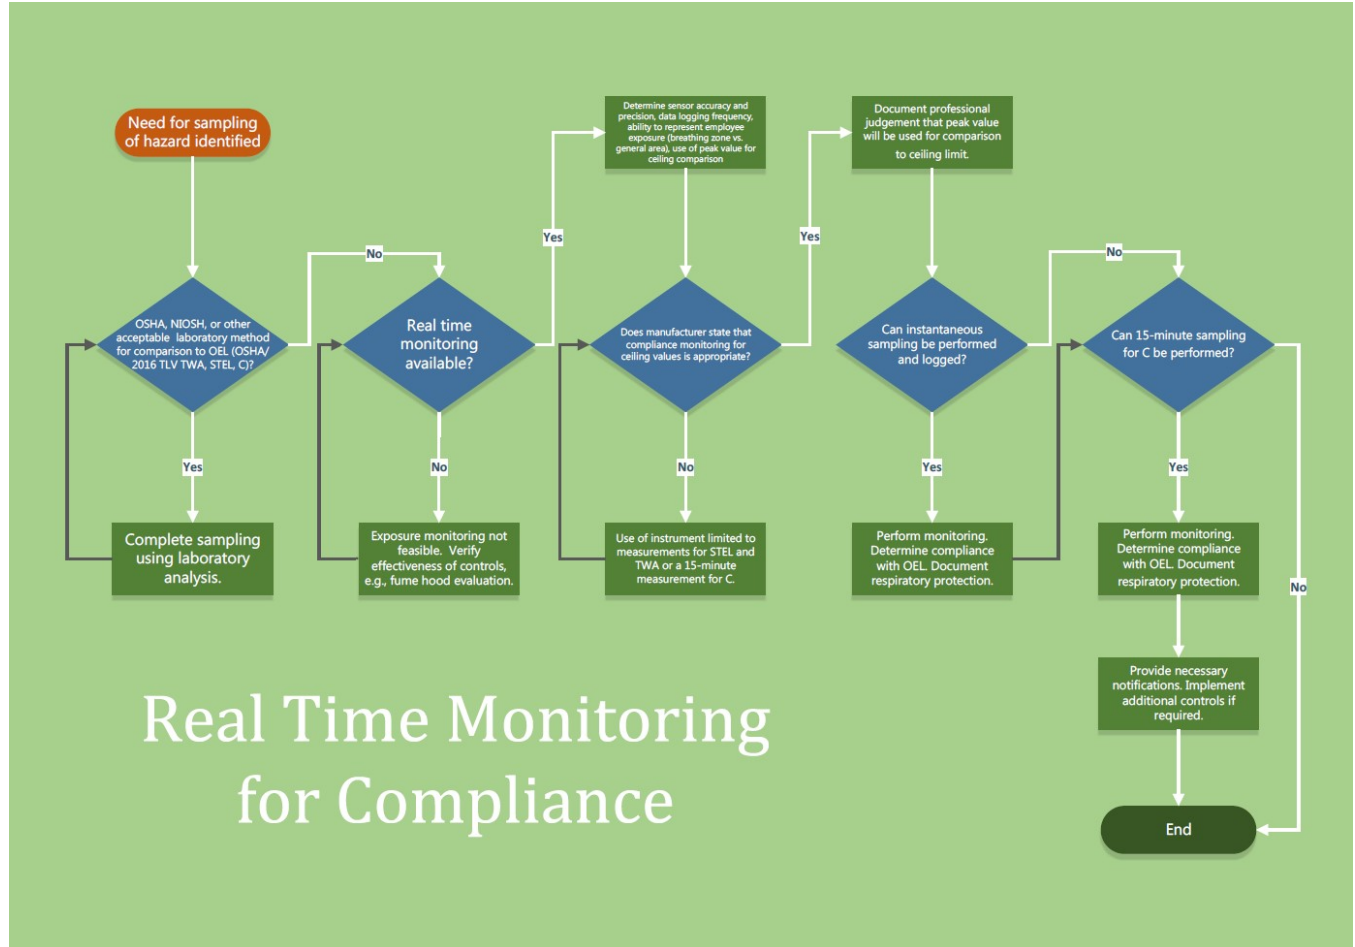 Need for sampling
of hazard identified
OSHA, NIOSH, or other
acceptable laboratory method
for comparison to OEL (OSHA/
2016 TLV TWA, STEL, C)?
Yes
No
Complete sampling
using laboratory
analysis.
Real time
monitoring
available?
Yes
No
Exposure monitoring not
feasible. Verify
effectiveness of controls,
e.g., fume hood evaluation.
Determine sensor accuracy and
precision, data logging frequency,
ability to represent employee
exposure (breathing zone vs.
general area), use of peak value for
ceiling comparison
Does manufacturer state that
compliance monitoring for
ceiling values is appropriate?
Yes
No
Use of instrument limited to
measurements for STEL and
TWA or a 15-minute
measurement for C.
Document professional
judgement that peak value
will be used for comparison
to ceiling limit.
Can instantaneous
sampling be performed
and logged?
Yes
No
Perform monitoring.
Determine compliance
with OEL. Document
respiratory protection.
Can 15-minute sampling
for C be performed?
Yes
No
Perform monitoring.
Determine compliance
with OEL. Document
respiratory protection.
Provide necessary
notifications. Implement
additional controls if
required.
End
Real Time Monitoring
for Compliance